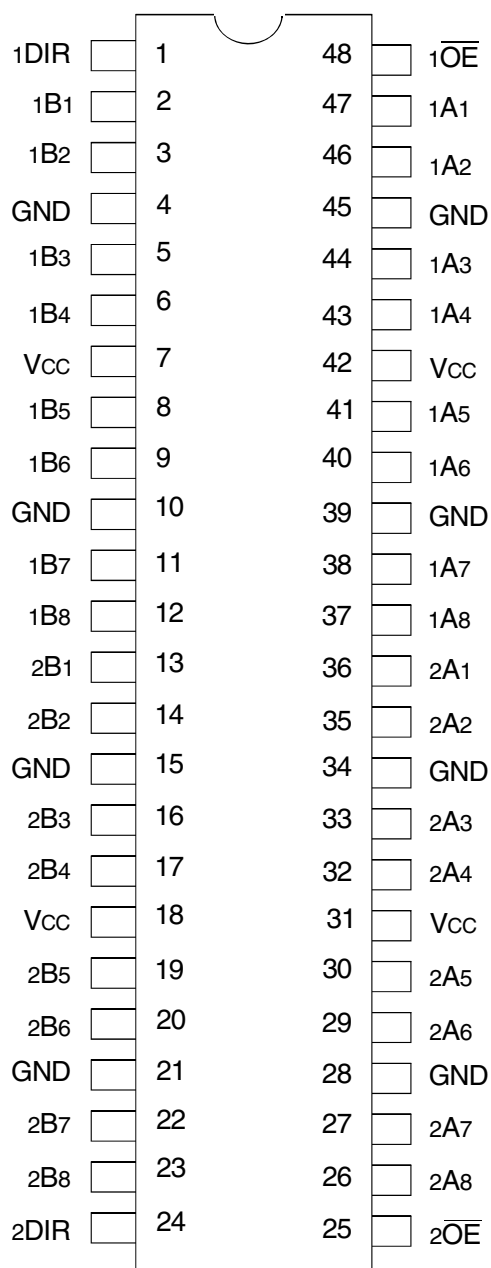 1DIR 1 48 1O̅E̅
1B1 2 47 1A1
1B2 3 46 1A2
GND 4 45 GND
1B3 5 44 1A3
1B4 6 43 1A4
VCC 7 42 VCC
1B5 8 41 1A5
1B6 9 40 1A6
GND 10 39 GND
1B7 11 38 1A7
1B8 12 37 1A8
2B1 13 36 2A1
2B2 14 35 2A2
GND 15 34 GND
2B3 16 33 2A3
2B4 17 32 2A4
VCC 18 31 VCC
2B5 19 30 2A5
2B6 20 29 2A6
GND 21 28 GND
2B7 22 27 2A7
2B8 23 26 2A8
2DIR 24 25 2O̅E̅